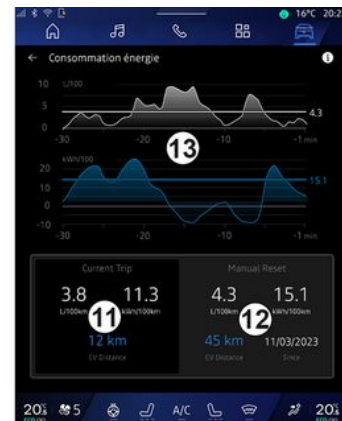 16°C 20:2
← Consommation énergie
10 L/100
5
4.3
0
-30 -20 -10 -1 min
13
kWh/100
20
15.1
10
0
-10
-30 -20 -10 -1 min
Current Trip Manual Reset
3.8 11.3 4.3 15.1
L/100km kWh/100km L/100km kWh/100km
11 12
12 km 45 km 11/03/2023
EV Distance EV Distance Since
20 5 A/C 20